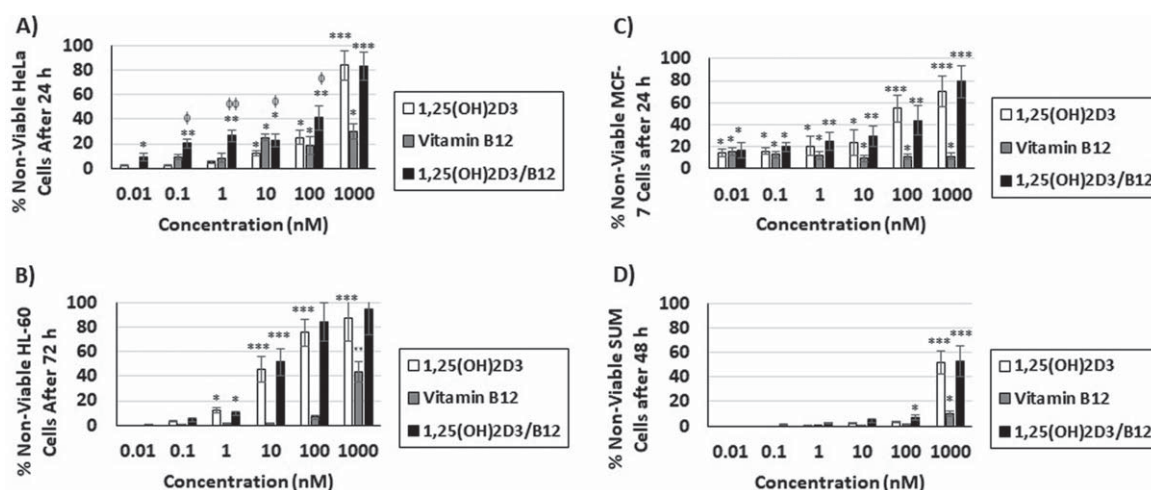 A)
% Non-Viable HeLa
Cells After 24 h
100
80
60
40
20
0
* ϕ ** ϕϕ ** * * ϕ * * * ϕ ** *** * ***
0.01 0.1 1 10 100 1000
Concentration (nM)
1,25(OH)2D3
Vitamin B12
1,25(OH)2D3/B12
B)
% Non-Viable HL-60
Cells After 72 h
100
80
60
40
20
0
* * *** *** *** *** **
0.01 0.1 1 10 100 1000
Concentration (nM)
1,25(OH)2D3
Vitamin B12
1,25(OH)2D3/B12
C)
% Non-Viable MCF-
7 Cells after 24 h
100
80
60
40
20
0
* * * * * * * * ** * * ** *** * ** *** * ***
0.01 0.1 1 10 100 1000
Concentration (nM)
1,25(OH)2D3
Vitamin B12
1,25(OH)2D3/B12
D)
% Non-Viable SUM
Cells after 48 h
100
80
60
40
20
0
* *** * ***
0.01 0.1 1 10 100 1000
Concentration (nM)
1,25(OH)2D3
Vitamin B12
1,25(OH)2D3/B12